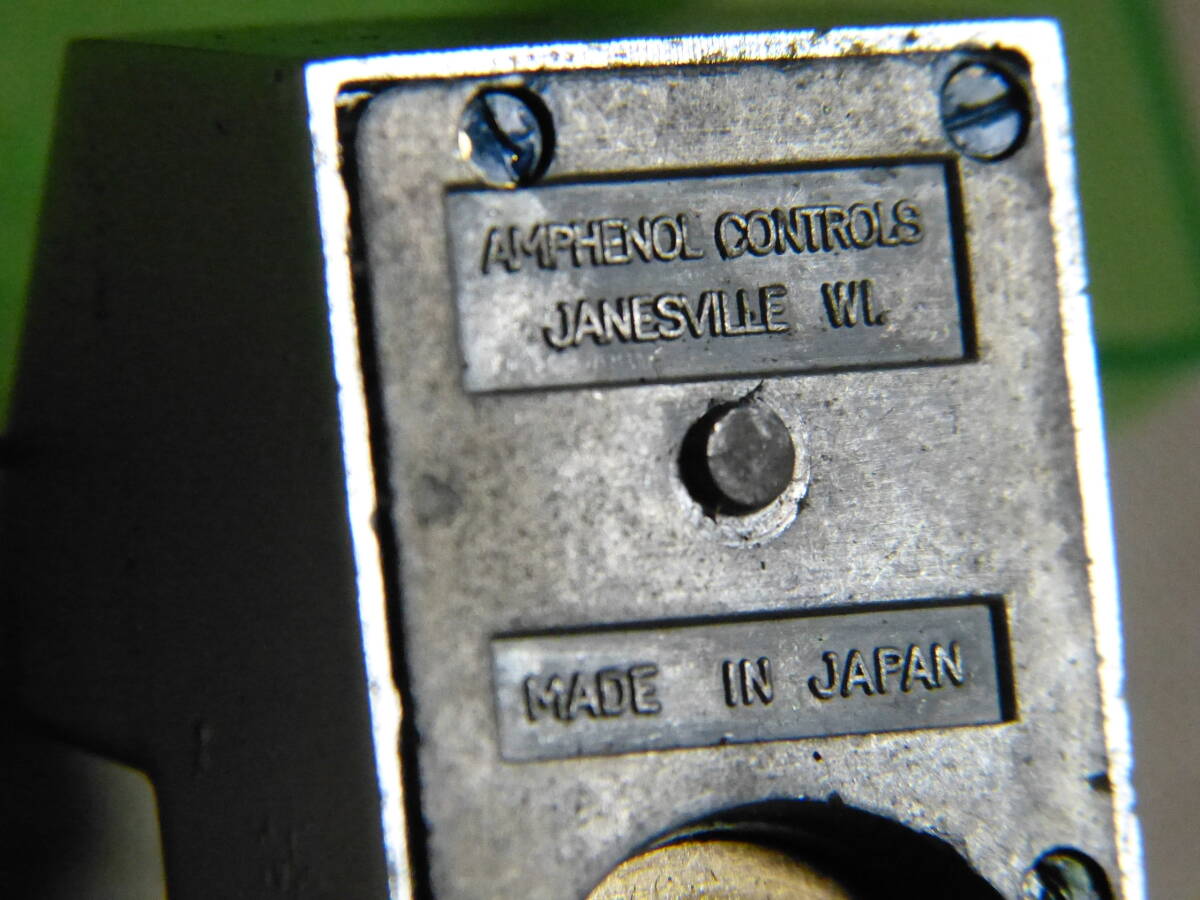 AMPHENOL CONTROLS
JANESVILLE WI.
MADE IN JAPAN